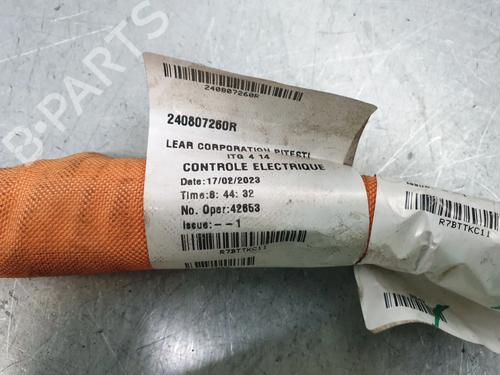 240807260R
240807260R
LEAR CORPORATION PITESTI
ITG 4 14
CONTROLE ELECTRIQUE
Date:17/02/2023
Time:8: 44: 32
No. Oper:42653
Issue:--1
R7BTTKC11
R7BTTKC11
B-PARTS